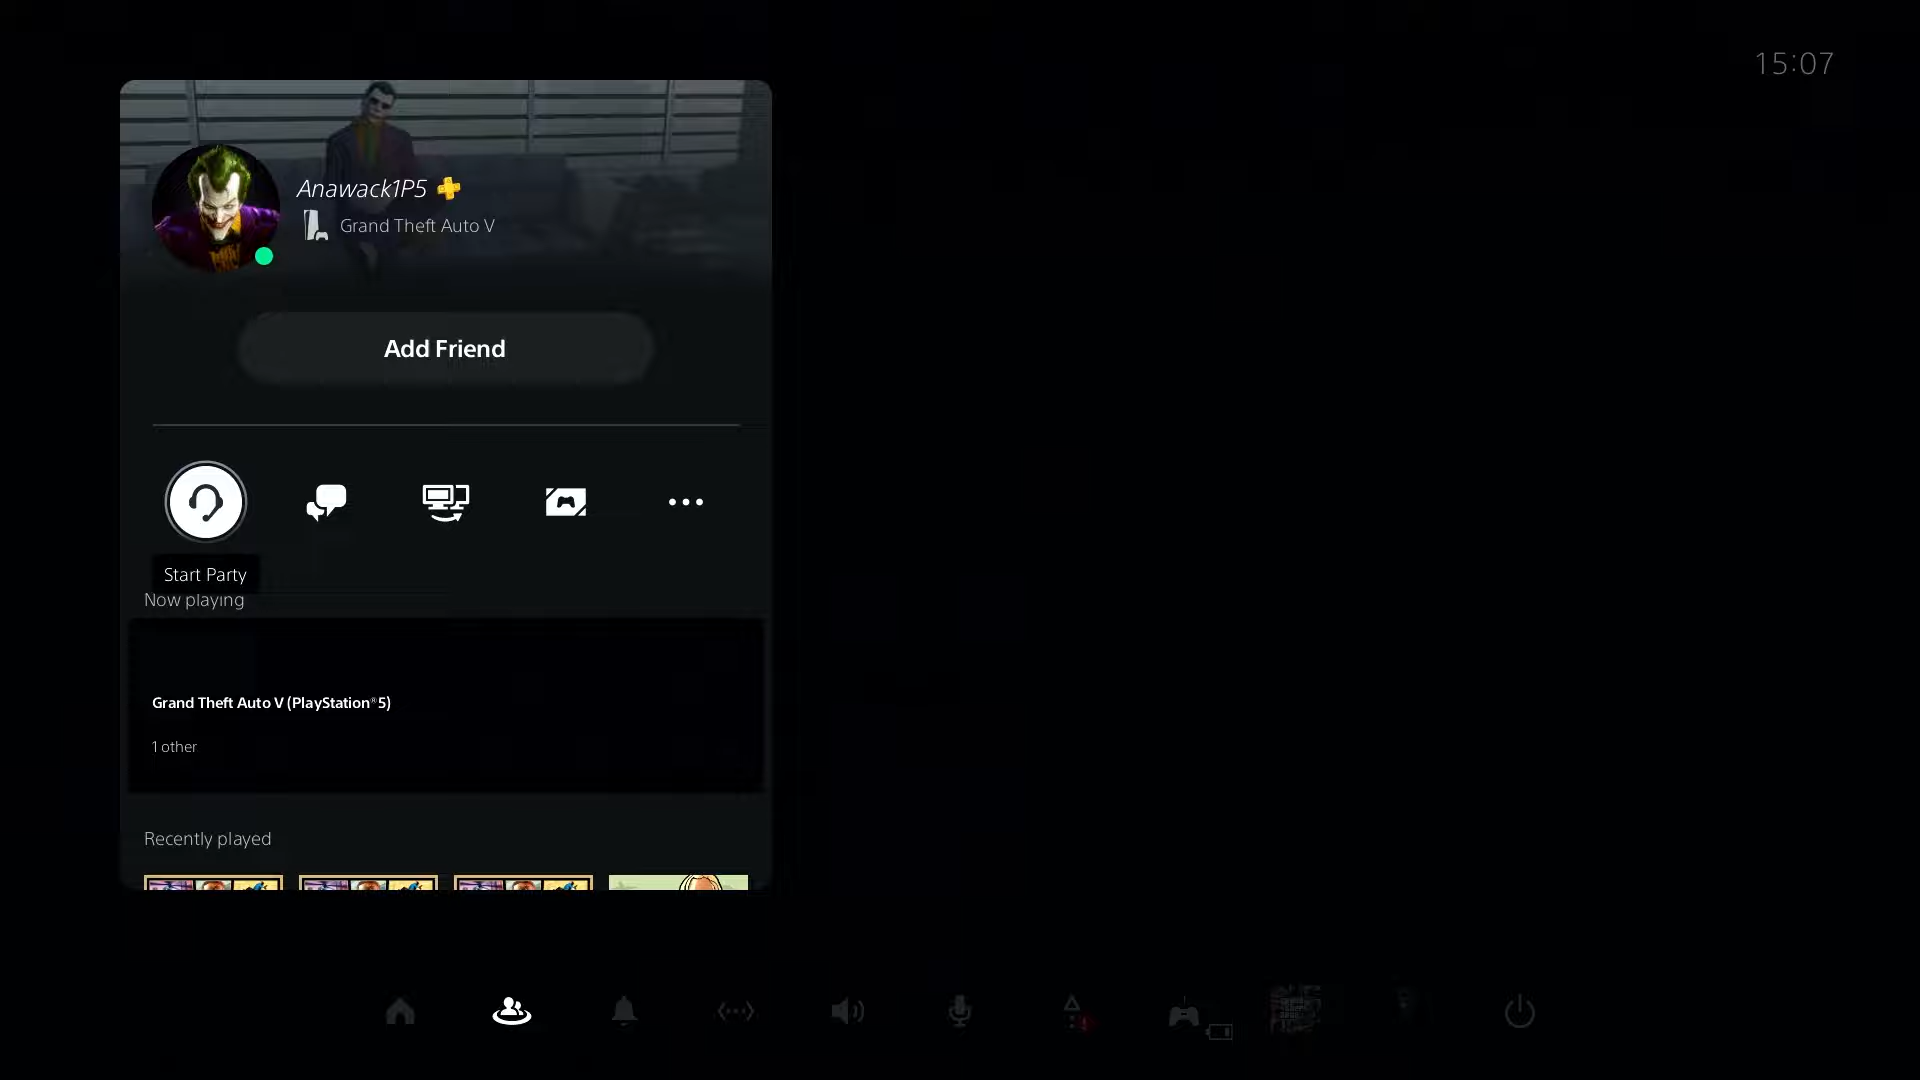 15:07
Anawack1P5
Grand Theft Auto V
Add Friend
Start Party
Now playing
Grand Theft Auto V (PlayStation®5)
1 other
Recently played